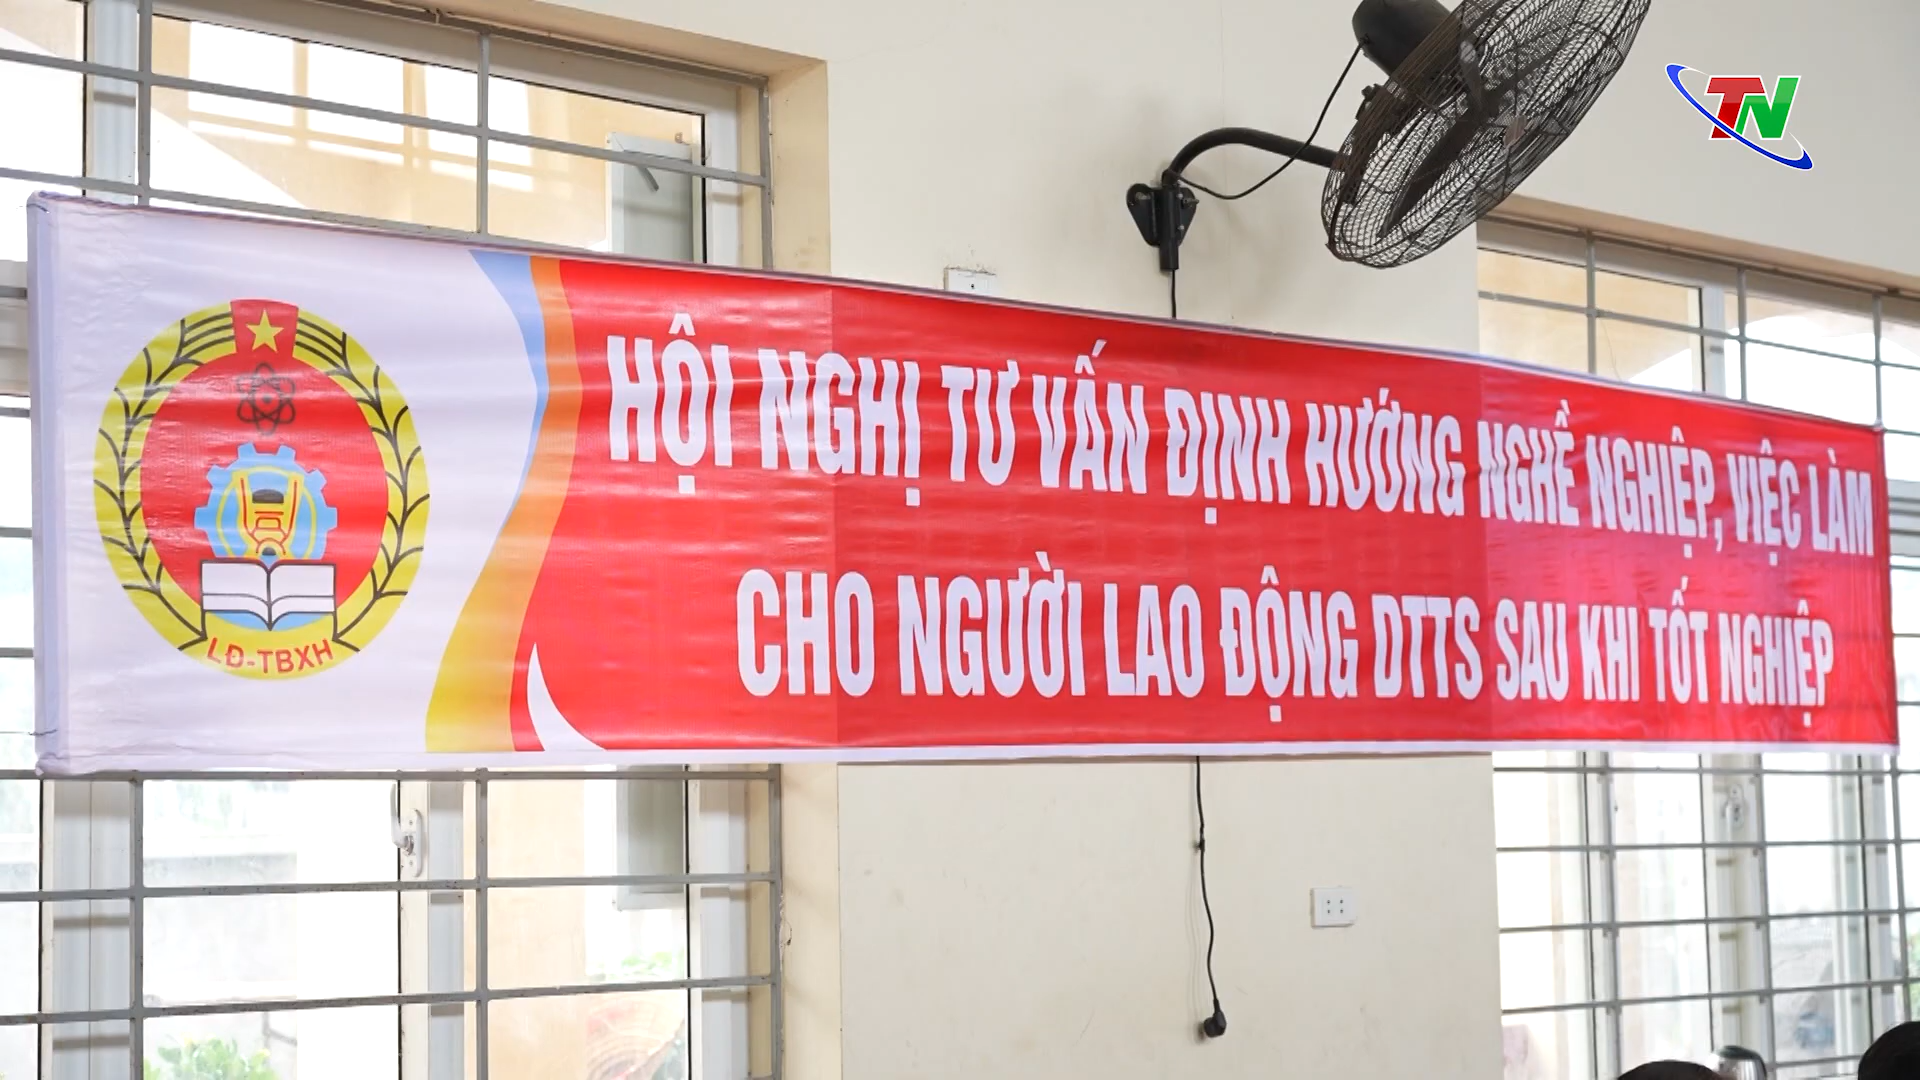 TN
HỘI NGHỊ TƯ VẤN ĐỊNH HƯỚNG NGHỀ NGHIỆP, VIỆC LÀM
CHO NGƯỜI LAO ĐỘNG DTTS SAU KHI TỐT NGHIỆP
LĐ-TBXH